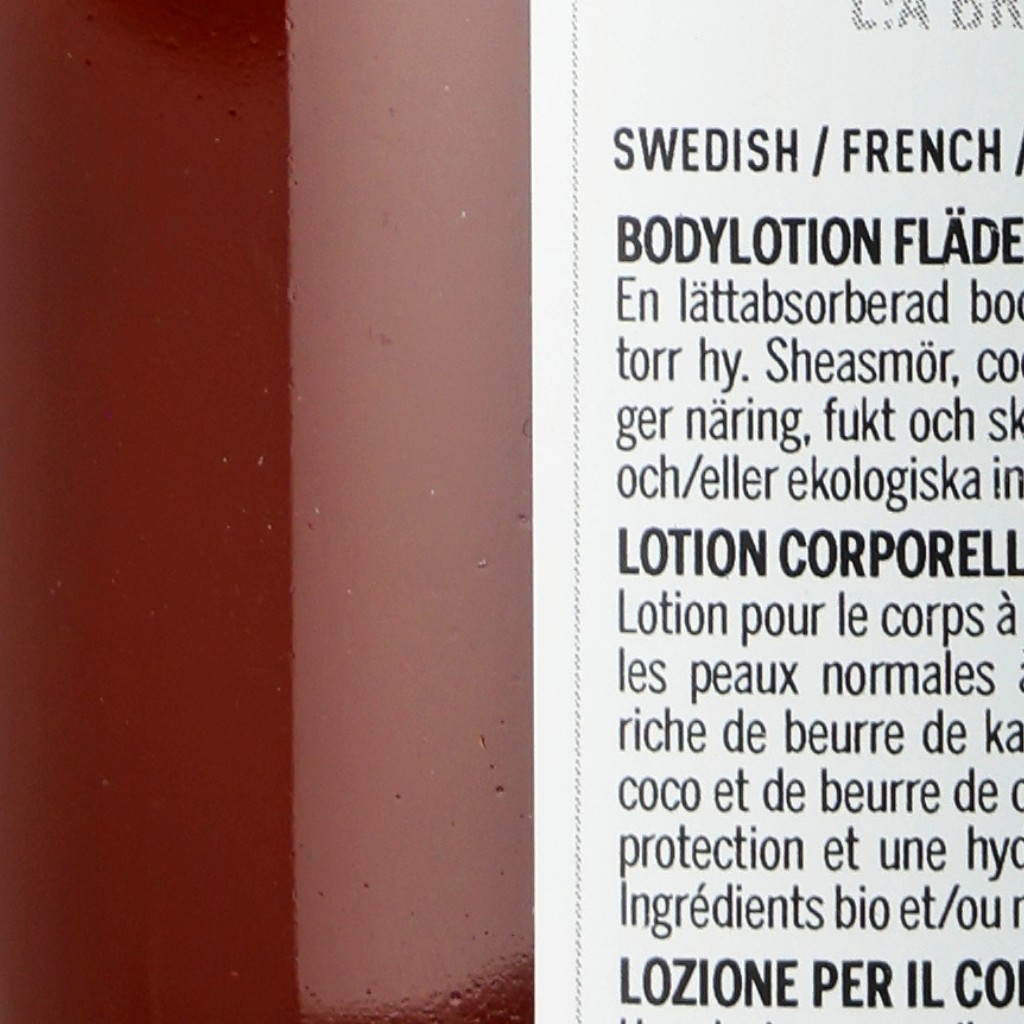 SWEDISH / FRENCH /
BODYLOTION FLÄDE
En lättabsorberad boc
torr hy. Sheasmör, coc
ger näring, fukt och sk
och/eller ekologiska in
LOTION CORPORELL
Lotion pour le corps à
les peaux normales à
riche de beurre de ka
coco et de beurre de c
protection et une hyd
Ingrédients bio et/ou n
LOZIONE PER IL COI